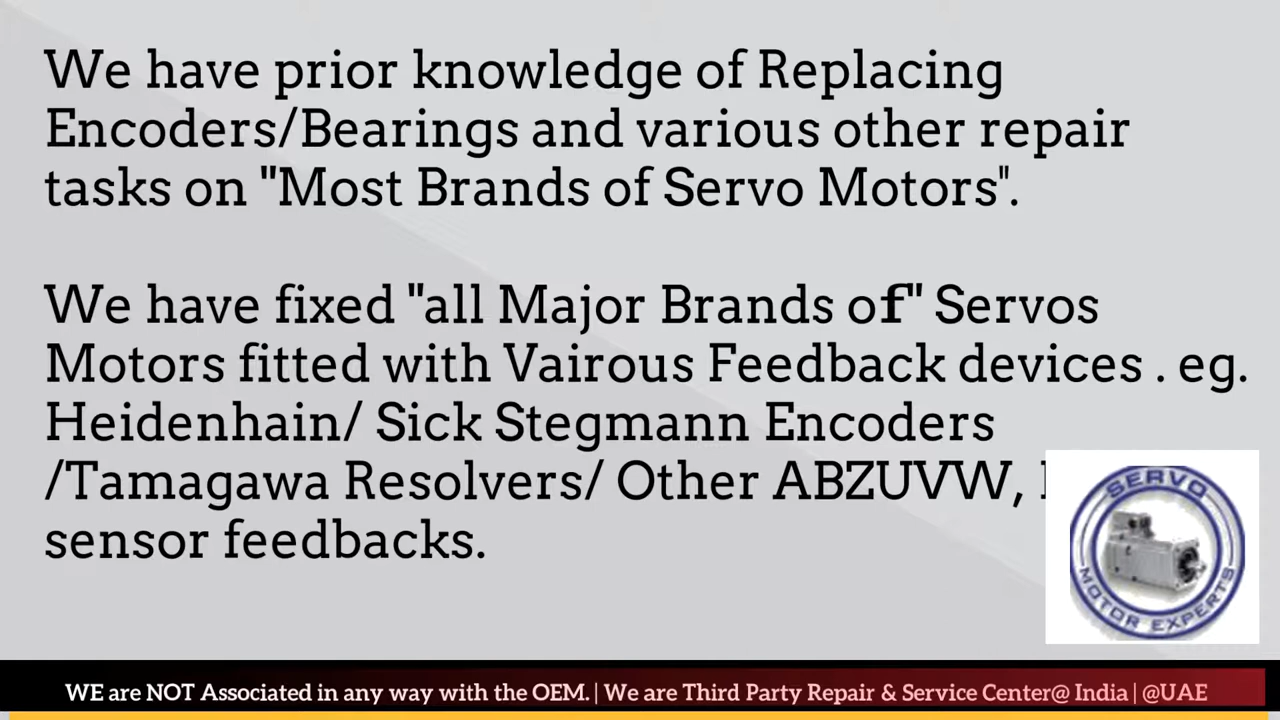 We have prior knowledge of Replacing
Encoders/Bearings and various other repair
tasks on "Most Brands of Servo Motors".
We have fixed "all Major Brands of" Servos
Motors fitted with Vairous Feedback devices . eg.
Heidenhain/ Sick Stegmann Encoders
/Tamagawa Resolvers/ Other ABZUVW,
sensor feedbacks.
SERVO
MOTOR EXPERTS
WE are NOT Associated in any way with the OEM. | We are Third Party Repair & Service Center@ India | @UAE